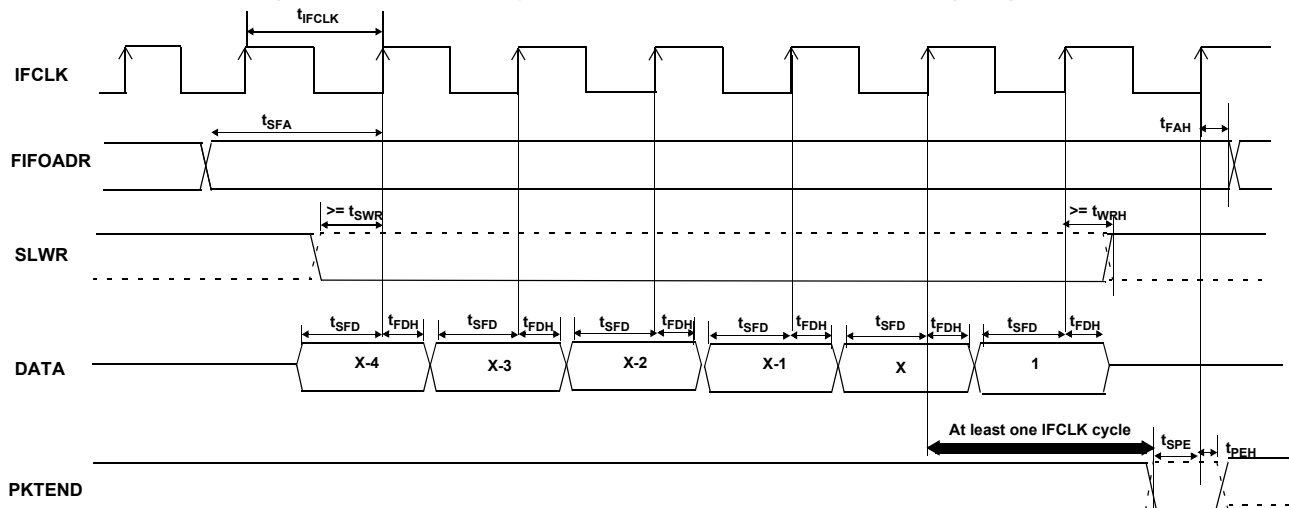 tIFCLK
IFCLK
tSFA
tFAH
FIFOADR
>= tSWR
>= tWRH
SLWR
tSFD tFDH tSFD tFDH tSFD tFDH tSFD tFDH tSFD tFDH tSFD tFDH
DATA X-4 X-3 X-2 X-1 X 1
At least one IFCLK cycle
tSPE tPEH
PKTEND